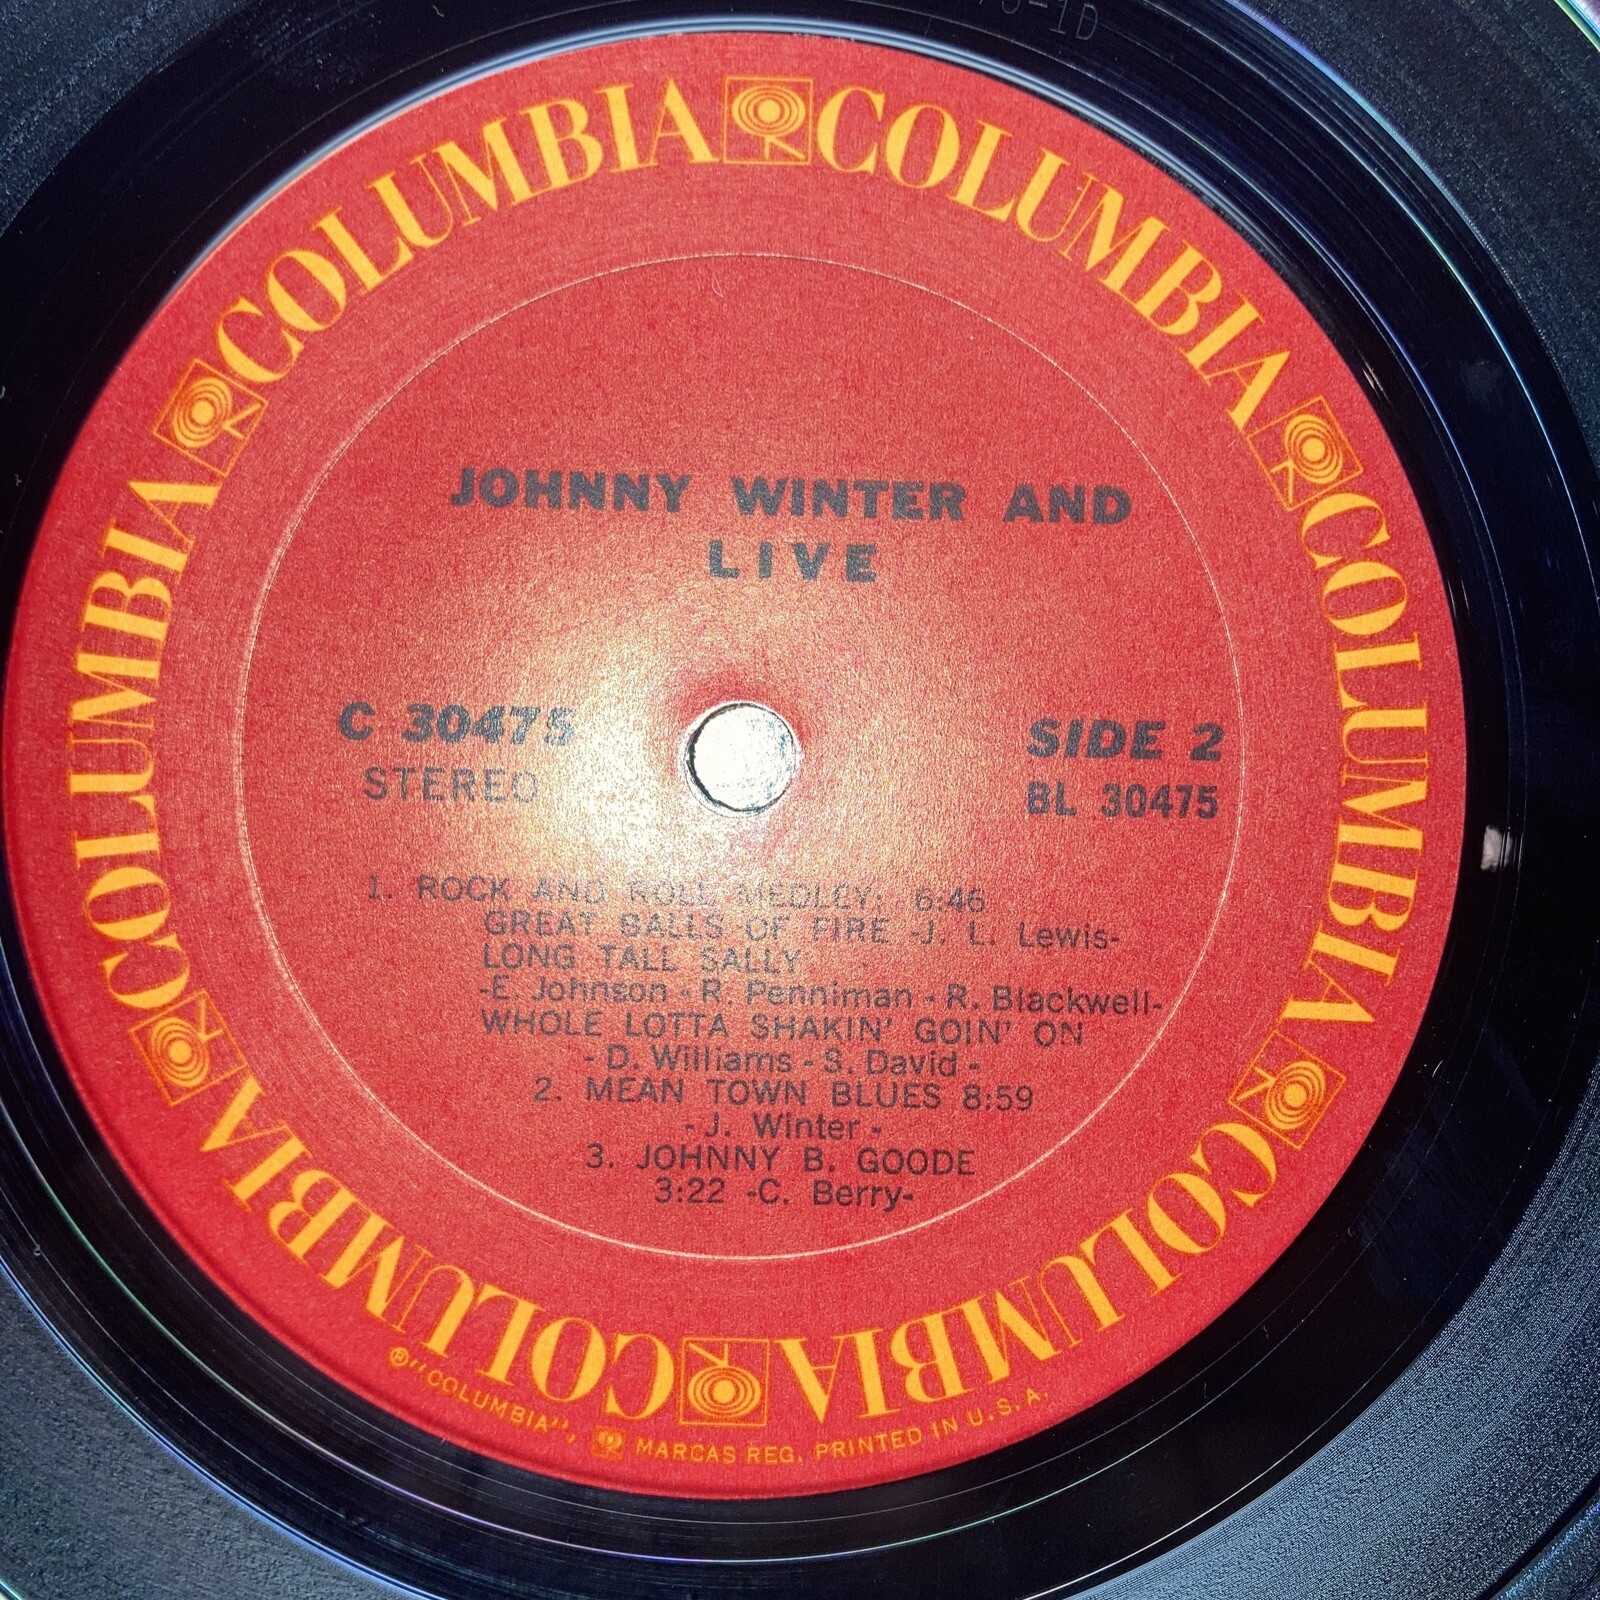 COLUMBIA COLUMBIA COLUMBIA COLUMBIA COLUMBIA COLUMBIA
JOHNNY WINTER AND
LIVE
C 30475
STEREO
SIDE 2
BL 30475
1. ROCK AND ROLL MEDLEY: 6:46
GREAT BALLS OF FIRE -J. L. Lewis-
LONG TALL SALLY
-E. Johnson - R. Penniman - R. Blackwell-
WHOLE LOTTA SHAKIN' GOIN' ON
- D. Williams - S. David -
2. MEAN TOWN BLUES 8:59
- J. Winter -
3. JOHNNY B. GOODE
3:22 -C. Berry-
®"COLUMBIA", MARCAS REG. PRINTED IN U.S.A.
-1D